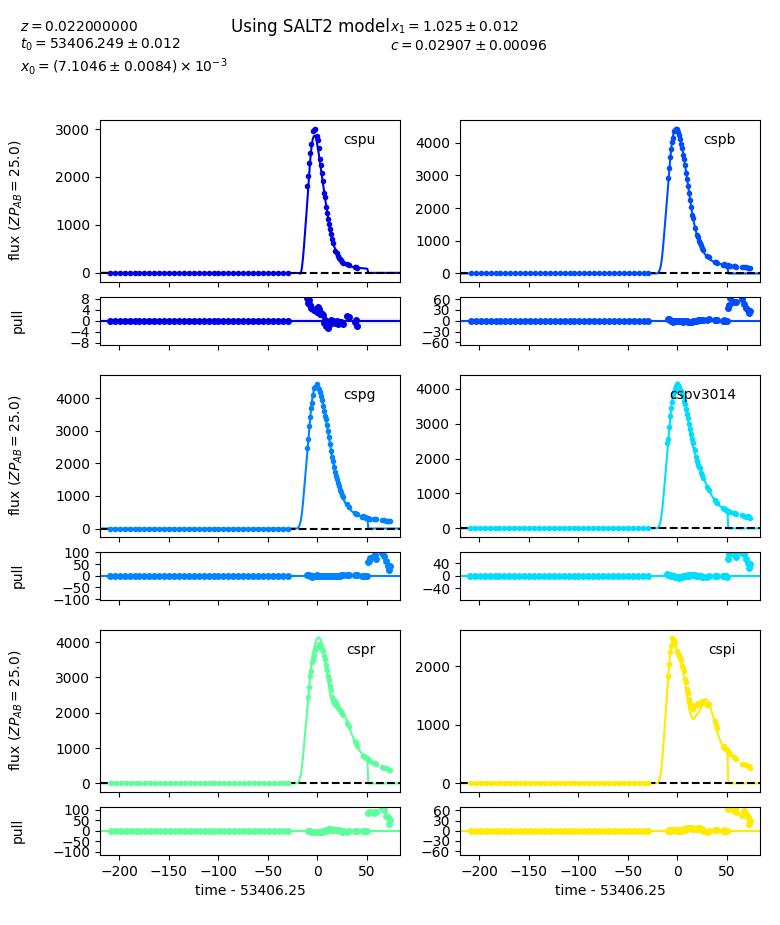 z = 0.022000000
Using SALT2 model
x₁ = 1.025 ± 0.012
t₀ = 53406.249 ± 0.012
c = 0.02907 ± 0.00096
x₀ = (7.1046 ± 0.0084) × 10⁻³
flux (ZP_AB = 25.0)
3000
2000
1000
0
cspu
4000
3000
2000
1000
0
cspb
pull
8
4
0
−4
−8
60
30
0
−30
−60
flux (ZP_AB = 25.0)
4000
3000
2000
1000
0
cspg
4000
3000
2000
1000
0
cspv3014
pull
100
50
0
−50
−100
40
0
−40
flux (ZP_AB = 25.0)
4000
3000
2000
1000
0
cspr
2000
1000
0
cspi
pull
100
50
0
−50
−100
60
30
0
−30
−60
−200 −150 −100 −50 0 50
−200 −150 −100 −50 0 50
time - 53406.25
time - 53406.25